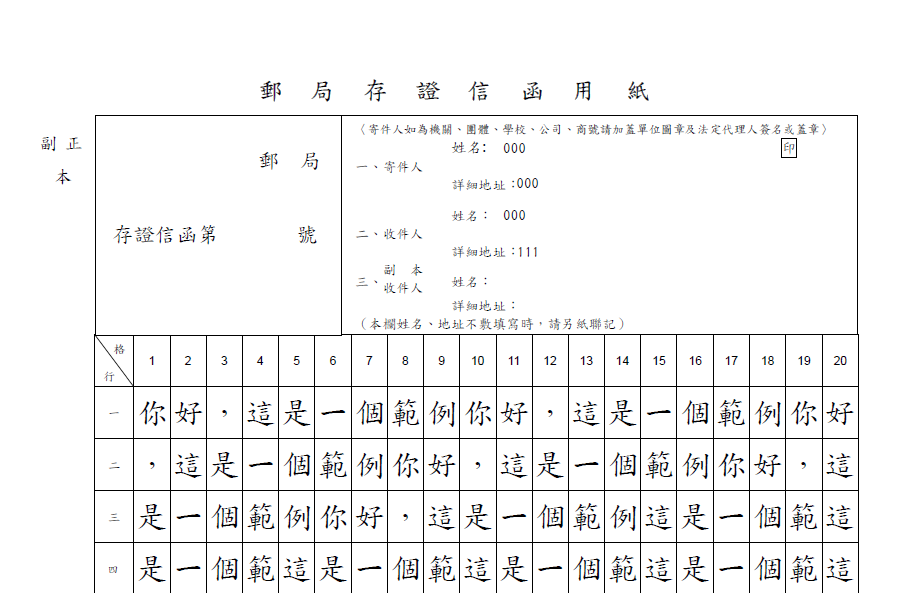 郵局存證信函用紙
〈寄件人如為機關、團體、學校、公司、商號請加蓋單位圖章及法定代理人簽名或蓋章〉
副正
本
郵局
存證信函第 號
一、寄件人
姓名: 000
印
詳細地址:000
二、收件人
姓名: 000
詳細地址:111
三、副本收件人
姓名:
詳細地址:
(本欄姓名、地址不敷填寫時,請另紙聯記)
格 1 2 3 4 5 6 7 8 9 10 11 12 13 14 15 16 17 18 19 20
行
一 你好,這是一個範例你好,這是一個範例你好
二 ,這是一個範例你好,這是一個範例你好,這
三 是一個範例你好,這是一個範例這是一個範這
四 是一個範這是一個範這是一個範這是一個範這